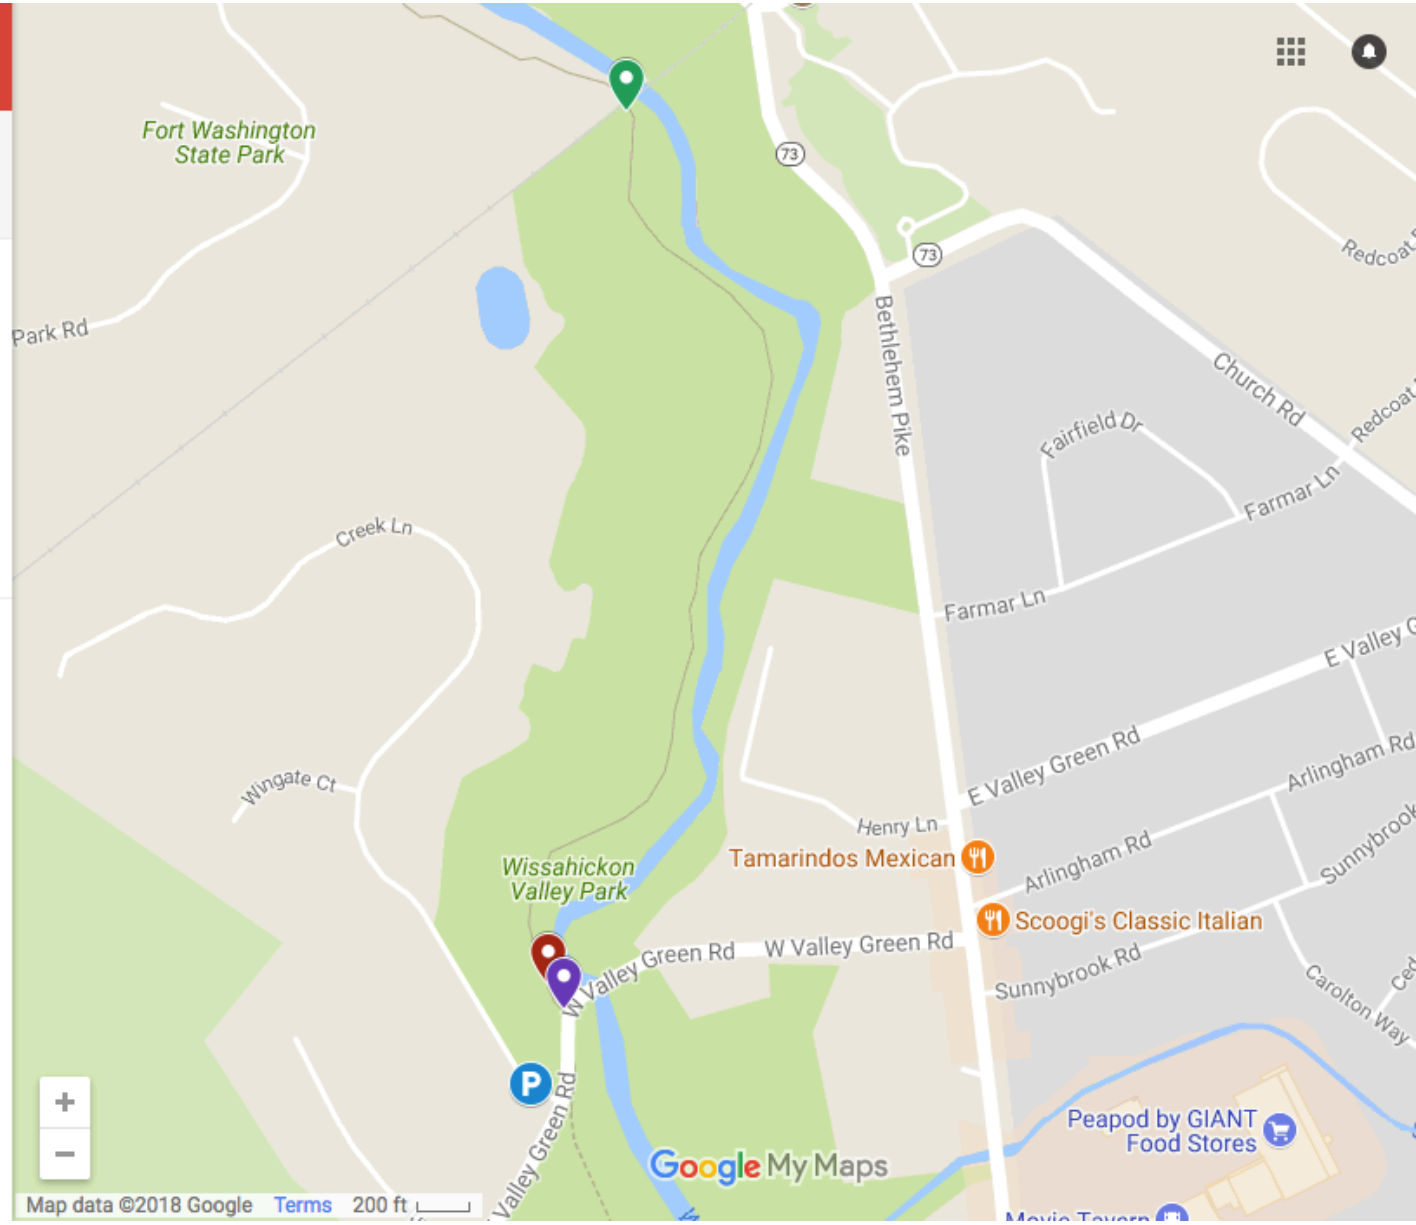 73
Fort Washington
State Park
73
Redcoat
Park Rd
Bethlehem Pike
Church Rd
Redcoat
Fairfield Dr
Farmar Ln
Creek Ln
Farmar Ln
E Valley G
E Valley Green Rd
Arlingham Rd
Wingate Ct
Henry Ln
Sunnybrook
Tamarindos Mexican
Arlingham Rd
Wissahickon
Valley Park
Scoogi's Classic Italian
W Valley Green Rd
W Valley Green Rd
Sunnybrook Rd
Ced
Carolton Way
P
Valley Green Rd
Peapod by GIANT
Food Stores
+
−
Google My Maps
Map data ©2018 Google Terms 200 ft
Movie Tavern